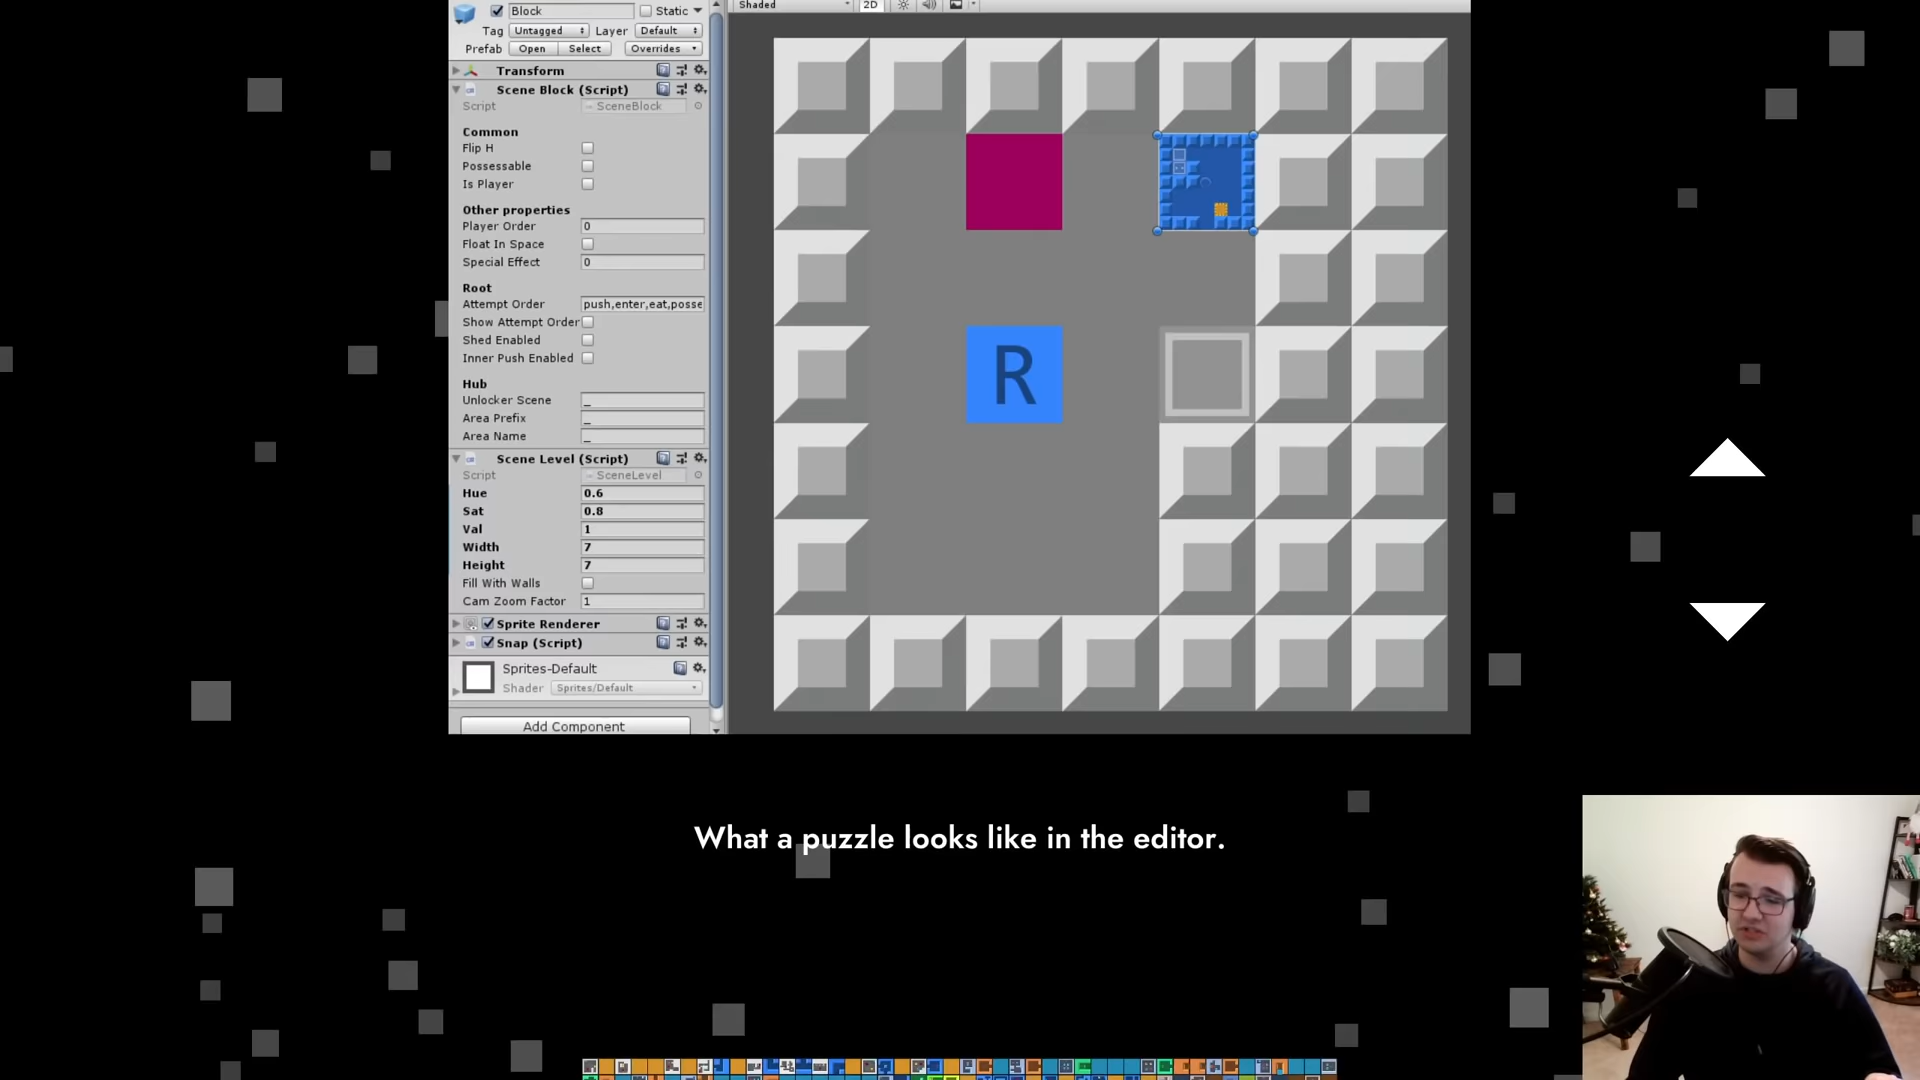 Block
Static
Shaded
2D
Tag Untagged Layer Default
Prefab Open Select Overrides
Transform
Scene Block (Script)
Script SceneBlock
Common
Flip H
Possessable
Is Player
Other properties
Player Order 0
Float In Space
Special Effect 0
Root
Attempt Order push,enter,eat,posse
Show Attempt Order
Shed Enabled
Inner Push Enabled
Hub
Unlocker Scene _
Area Prefix _
Area Name _
Scene Level (Script)
Script SceneLevel
Hue 0.6
Sat 0.8
Val 1
Width 7
Height 7
Fill With Walls
Cam Zoom Factor 1
Sprite Renderer
Snap (Script)
Sprites-Default
Shader Sprites/Default
Add Component
R
What a puzzle looks like in the editor.